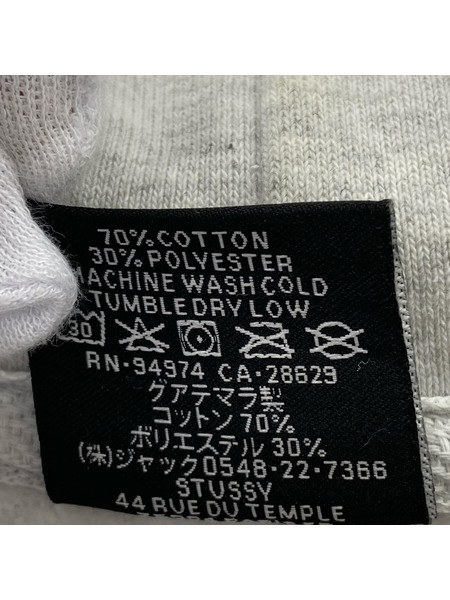 70% COTTON
30% POLYESTER
MACHINE WASH COLD
TUMBLE DRY LOW
30
RN·94974 CA·28629
グアテマラ製
コットン 70%
ポリエステル 30%
(株)ジャック0548·22·7366
STUSSY
44 RUE DU TEMPLE